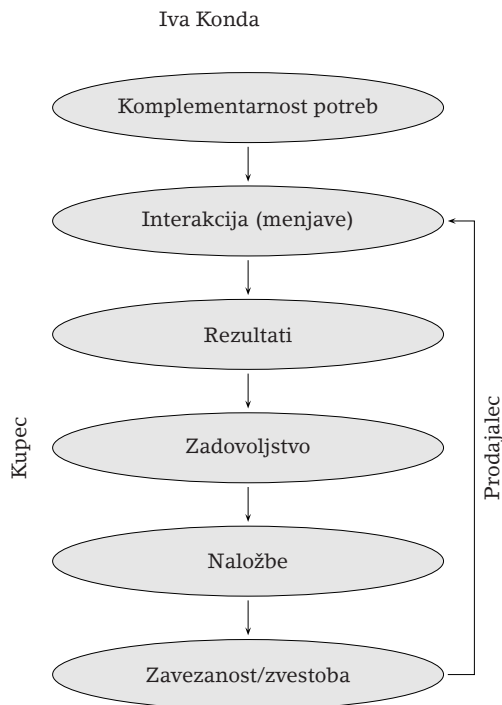 Iva Konda
Komplementarnost potreb
Interakcija (menjave)
Rezultati
Kupec
Zadovoljstvo
Prodajalec
Naložbe
Zavezanost/zvestoba